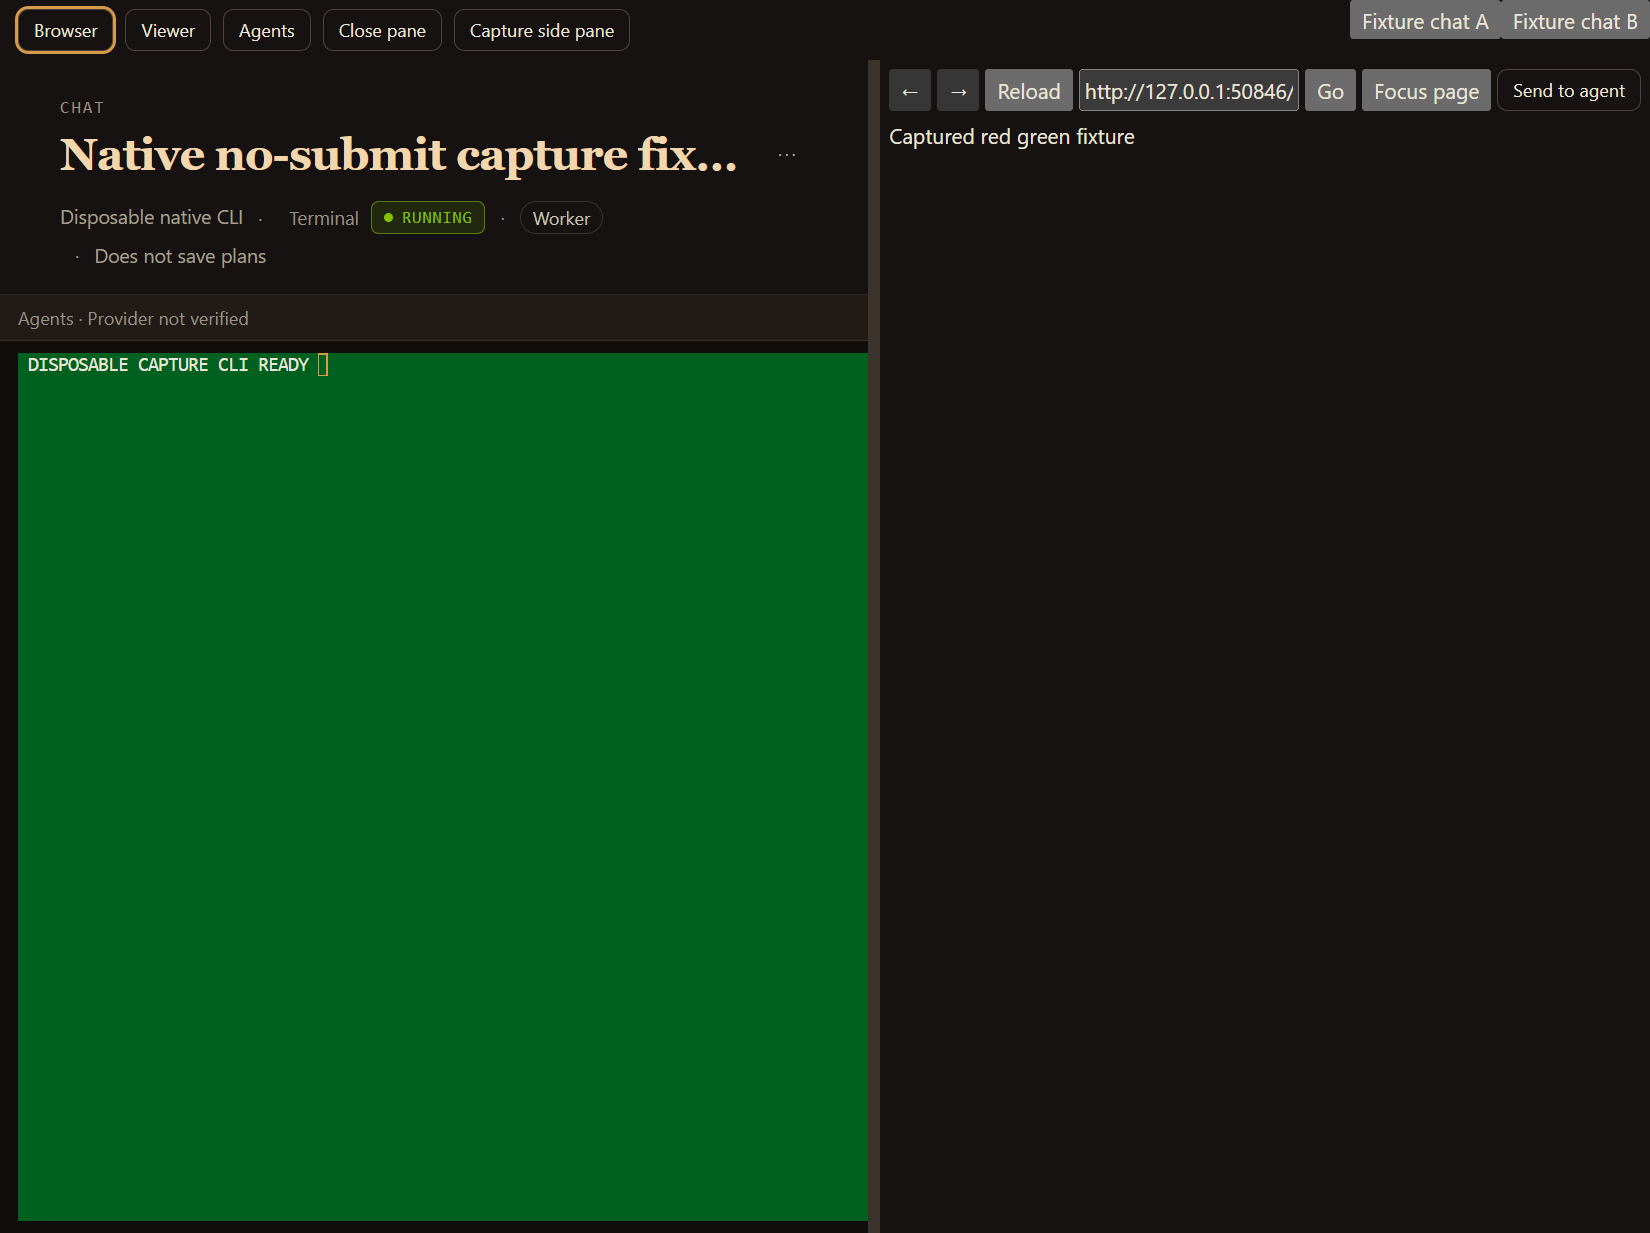 Browser Viewer Agents Close pane Capture side pane Fixture chat A Fixture chat B
← → Reload http://127.0.0.1:50846/ Go Focus page Send to agent
Captured red green fixture
CHAT
Native no-submit capture fix... ...
Disposable native CLI · Terminal RUNNING · Worker
· Does not save plans
Agents · Provider not verified
DISPOSABLE CAPTURE CLI READY